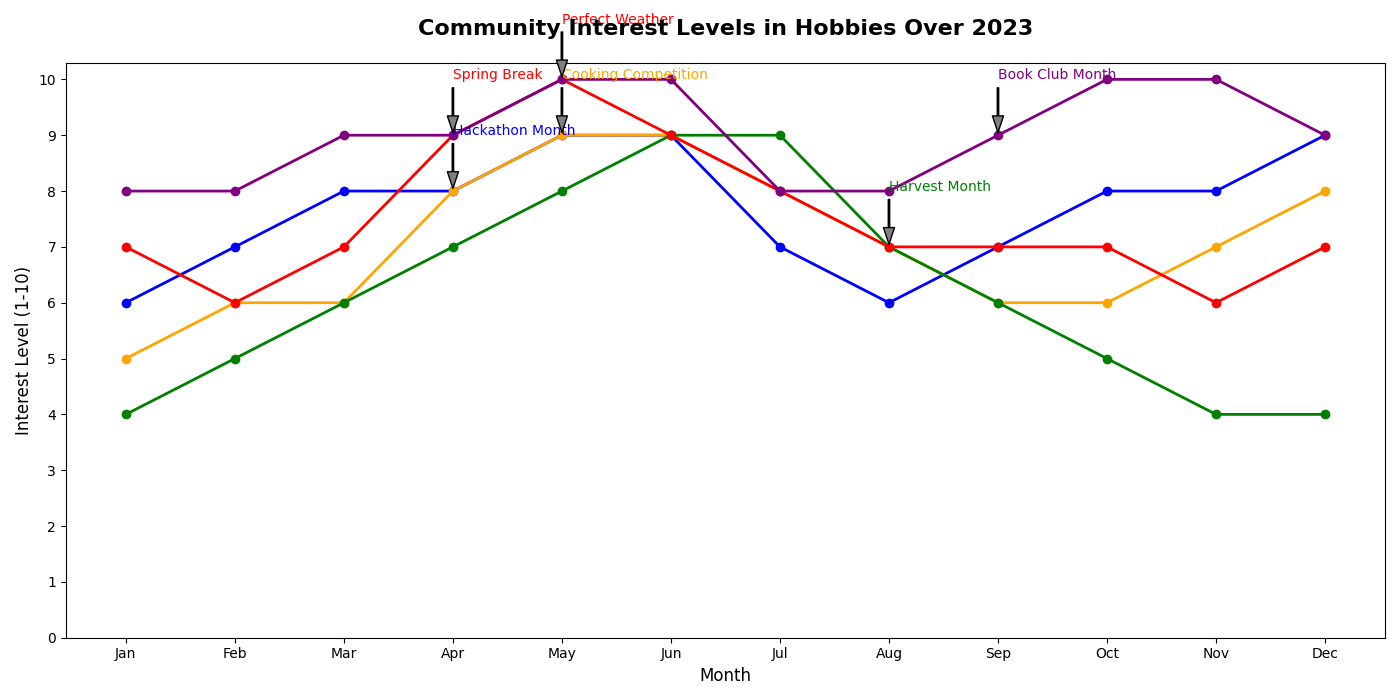 Perfect Weather
Community Interest Levels in Hobbies Over 2023
Spring Break
Cooking Competition
Book Club Month
Hackathon Month
Harvest Month
Interest Level (1-10)
10
9
8
7
6
5
4
3
2
1
0
Jan Feb Mar Apr May Jun Jul Aug Sep Oct Nov Dec
Month